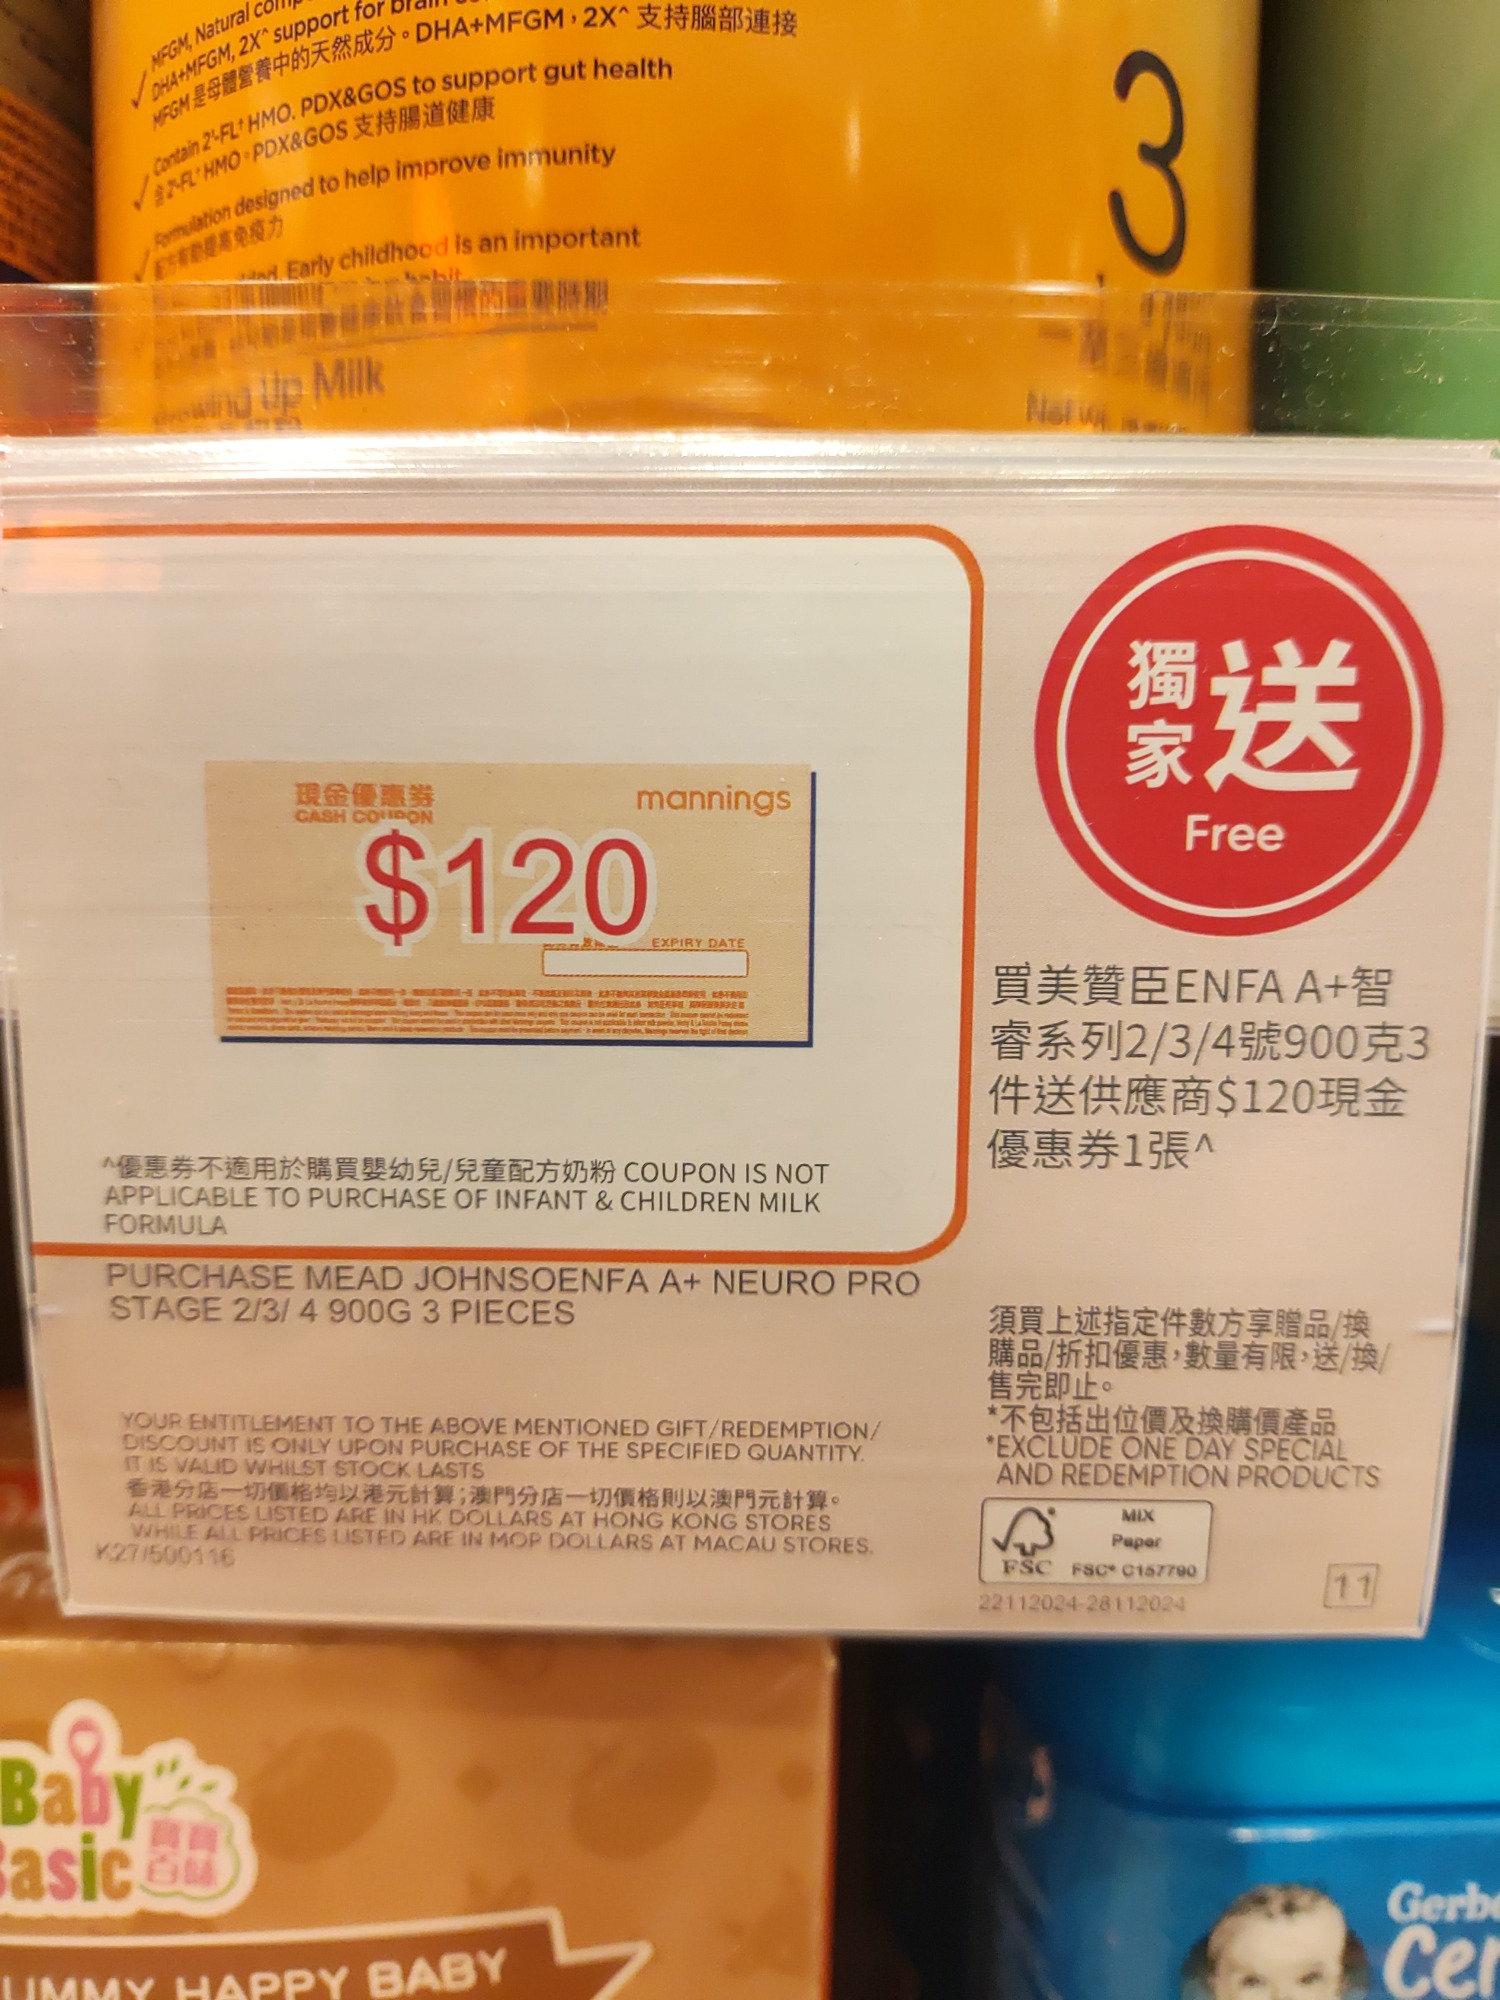 MFGM, Natural
DHA+MFGM, 2X^ support for brain
MFGM 是母體營養中的天然成分。DHA+MFGM，2X^ 支持腦部連接
Contain 2'-FL† HMO. PDX&GOS to support gut health
含 2'-FL† HMO。PDX&GOS 支持腸道健康
Formulation designed to help improve immunity
配方有助提高免疫力
Early childhood is an important
habit
Growing Up Milk
3
現金優惠券
CASH COUPON
mannings
$120
EXPIRY DATE
^優惠券不適用於購買嬰幼兒/兒童配方奶粉 COUPON IS NOT
APPLICABLE TO PURCHASE OF INFANT & CHILDREN MILK
FORMULA
獨家送
Free
買美贊臣ENFA A+智
睿系列2/3/4號900克3
件送供應商$120現金
優惠券1張^
PURCHASE MEAD JOHNSOENFA A+ NEURO PRO
STAGE 2/3/ 4 900G 3 PIECES
YOUR ENTITLEMENT TO THE ABOVE MENTIONED GIFT/REDEMPTION/
DISCOUNT IS ONLY UPON PURCHASE OF THE SPECIFIED QUANTITY.
IT IS VALID WHILST STOCK LASTS
香港分店一切價格均以港元計算;澳門分店一切價格則以澳門元計算。
ALL PRICES LISTED ARE IN HK DOLLARS AT HONG KONG STORES
WHILE ALL PRICES LISTED ARE IN MOP DOLLARS AT MACAU STORES.
K27/500116
須買上述指定件數方享贈品/換
購品/折扣優惠,數量有限,送/換/
售完即止。
*不包括出位價及換購價產品
*EXCLUDE ONE DAY SPECIAL
AND REDEMPTION PRODUCTS
FSC
MIX
Paper
FSC® C157790
22112024-28112024
11
Baby
Basic
寶寶
百味
YUMMY HAPPY BABY